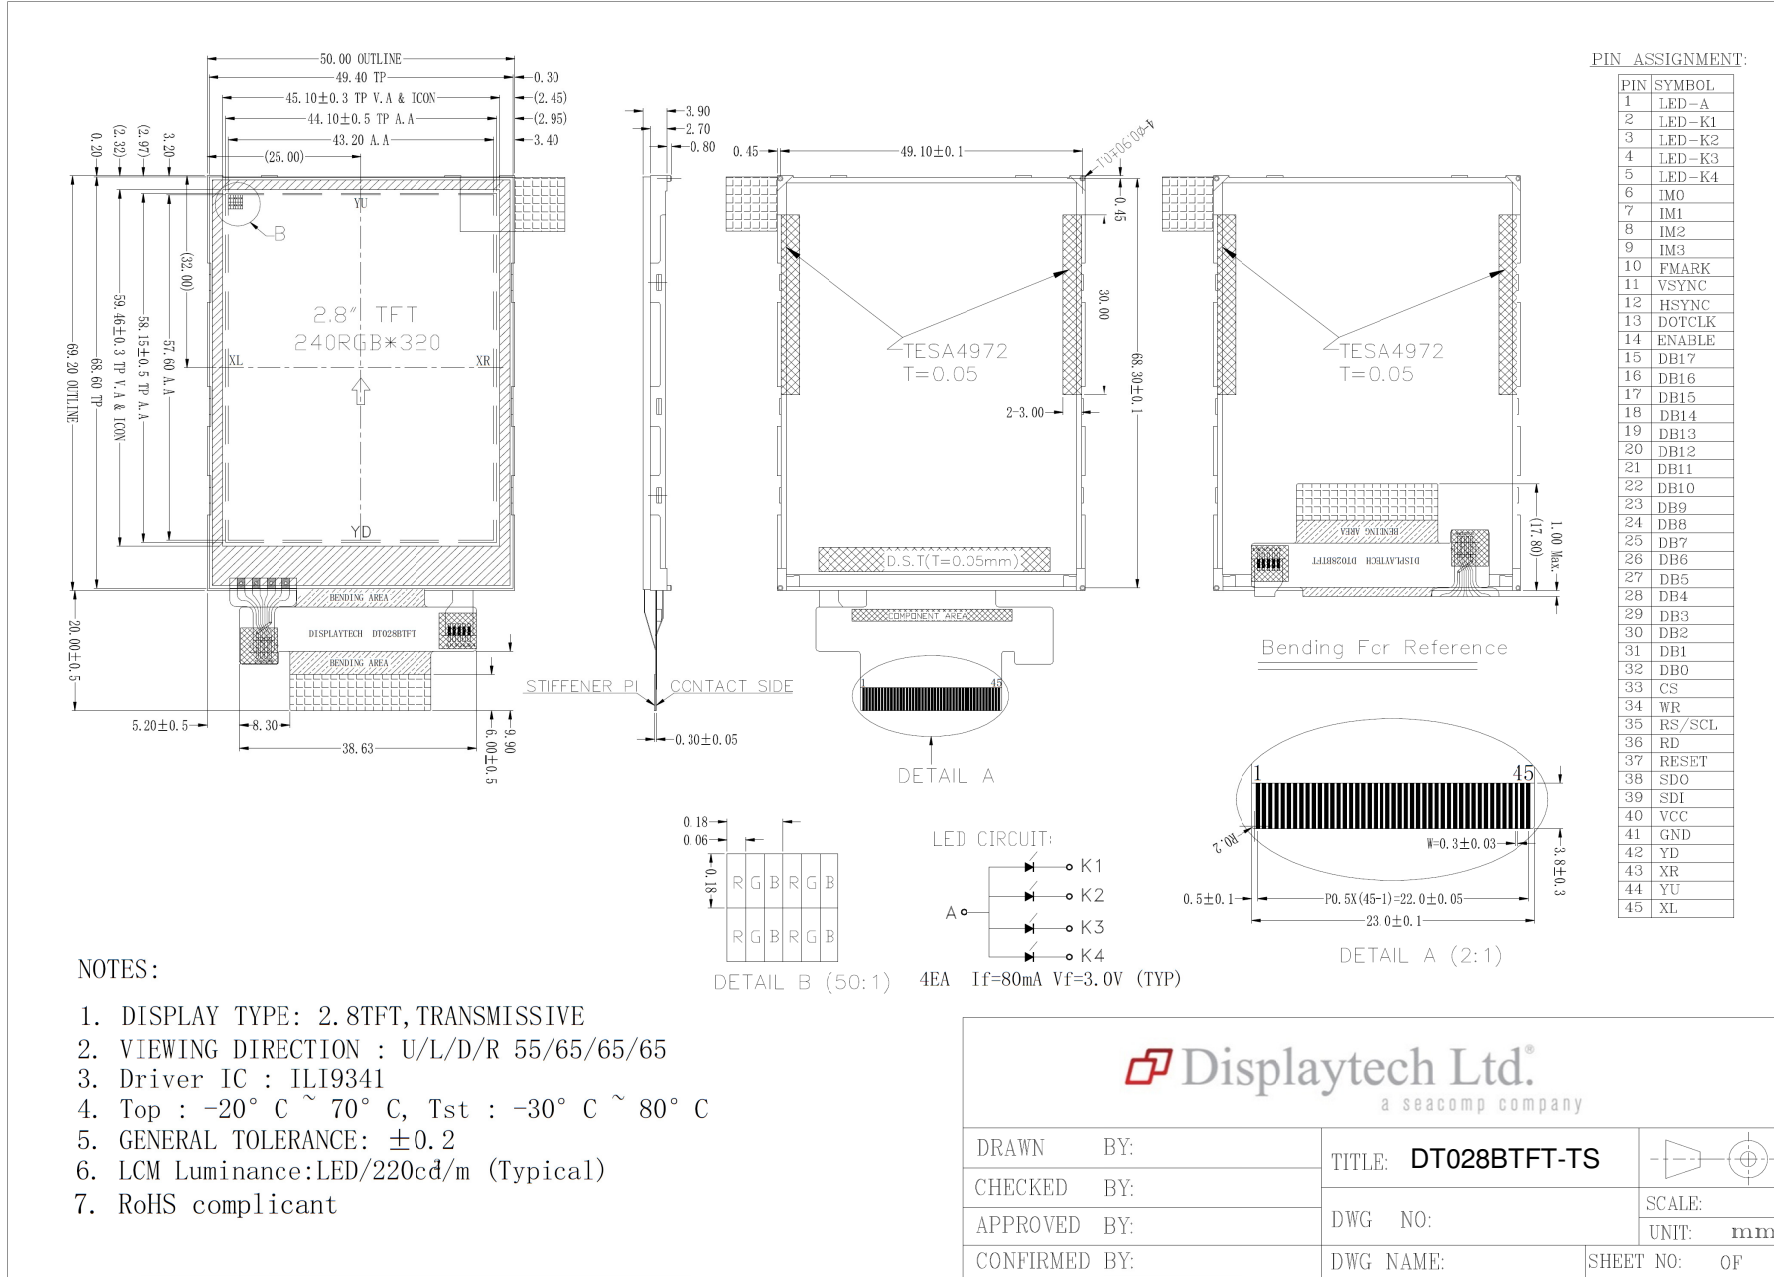 50.00 OUTLINE
49.40 TP
0.30
45.10±0.3 TP V.A & ICON
(2.45)
44.10±0.5 TP A.A
(2.95)
43.20 A.A
3.40
(25.00)
0.20
(2.32)
(2.97)
3.20
YU
B
(32.00)
2.8" TFT
240RGB*320
XL
XR
YD
69.20 OUTLINE
68.60 TP
59.46±0.3 TP V.A & ICON
58.15±0.5 TP A.A
57.60 A.A
BENDING AREA
DISPLAYTECH DT028BTFT
BENDING AREA
20.00±0.5
5.20±0.5
8.30
38.63
6.00±0.5
9.90
3.90
2.70
0.80
STIFFENER PI
CONTACT SIDE
0.30±0.05
0.45
49.10±0.1
4-Ø0.90±0.1
0.45
30.00
TESA4972
T=0.05
2-3.00
68.30±0.1
D.S.T(T=0.05mm)
COMPONENT AREA
1
45
DETAIL A
TESA4972
T=0.05
BENDING AREA
DISPLAYTECH DT028BTFT
(17.80)
1.00 Max.
Bending For Reference
1
45
R0.2
W=0.3±0.03
3.8±0.3
0.5±0.1
P0.5X(45-1)=22.0±0.05
23.0±0.1
DETAIL A (2:1)
0.18
0.06
0.18
R G B R G B
R G B R G B
DETAIL B (50:1)
LED CIRCUIT:
A
K1
K2
K3
K4
4EA If=80mA Vf=3.0V (TYP)
PIN ASSIGNMENT:
PIN SYMBOL
1 LED-A
2 LED-K1
3 LED-K2
4 LED-K3
5 LED-K4
6 IM0
7 IM1
8 IM2
9 IM3
10 FMARK
11 VSYNC
12 HSYNC
13 DOTCLK
14 ENABLE
15 DB17
16 DB16
17 DB15
18 DB14
19 DB13
20 DB12
21 DB11
22 DB10
23 DB9
24 DB8
25 DB7
26 DB6
27 DB5
28 DB4
29 DB3
30 DB2
31 DB1
32 DB0
33 CS
34 WR
35 RS/SCL
36 RD
37 RESET
38 SDO
39 SDI
40 VCC
41 GND
42 YD
43 XR
44 YU
45 XL
NOTES:
1. DISPLAY TYPE: 2.8TFT,TRANSMISSIVE
2. VIEWING DIRECTION : U/L/D/R 55/65/65/65
3. Driver IC : ILI9341
4. Top : -20° C ~ 70° C, Tst : -30° C ~ 80° C
5. GENERAL TOLERANCE: ±0.2
6. LCM Luminance:LED/220cd/m² (Typical)
7. RoHS complicant
Displaytech Ltd.®
a seacomp company
DRAWN BY:
CHECKED BY:
APPROVED BY:
CONFIRMED BY:
TITLE: DT028BTFT-TS
DWG NO:
DWG NAME:
SCALE:
UNIT: mm
SHEET NO: OF